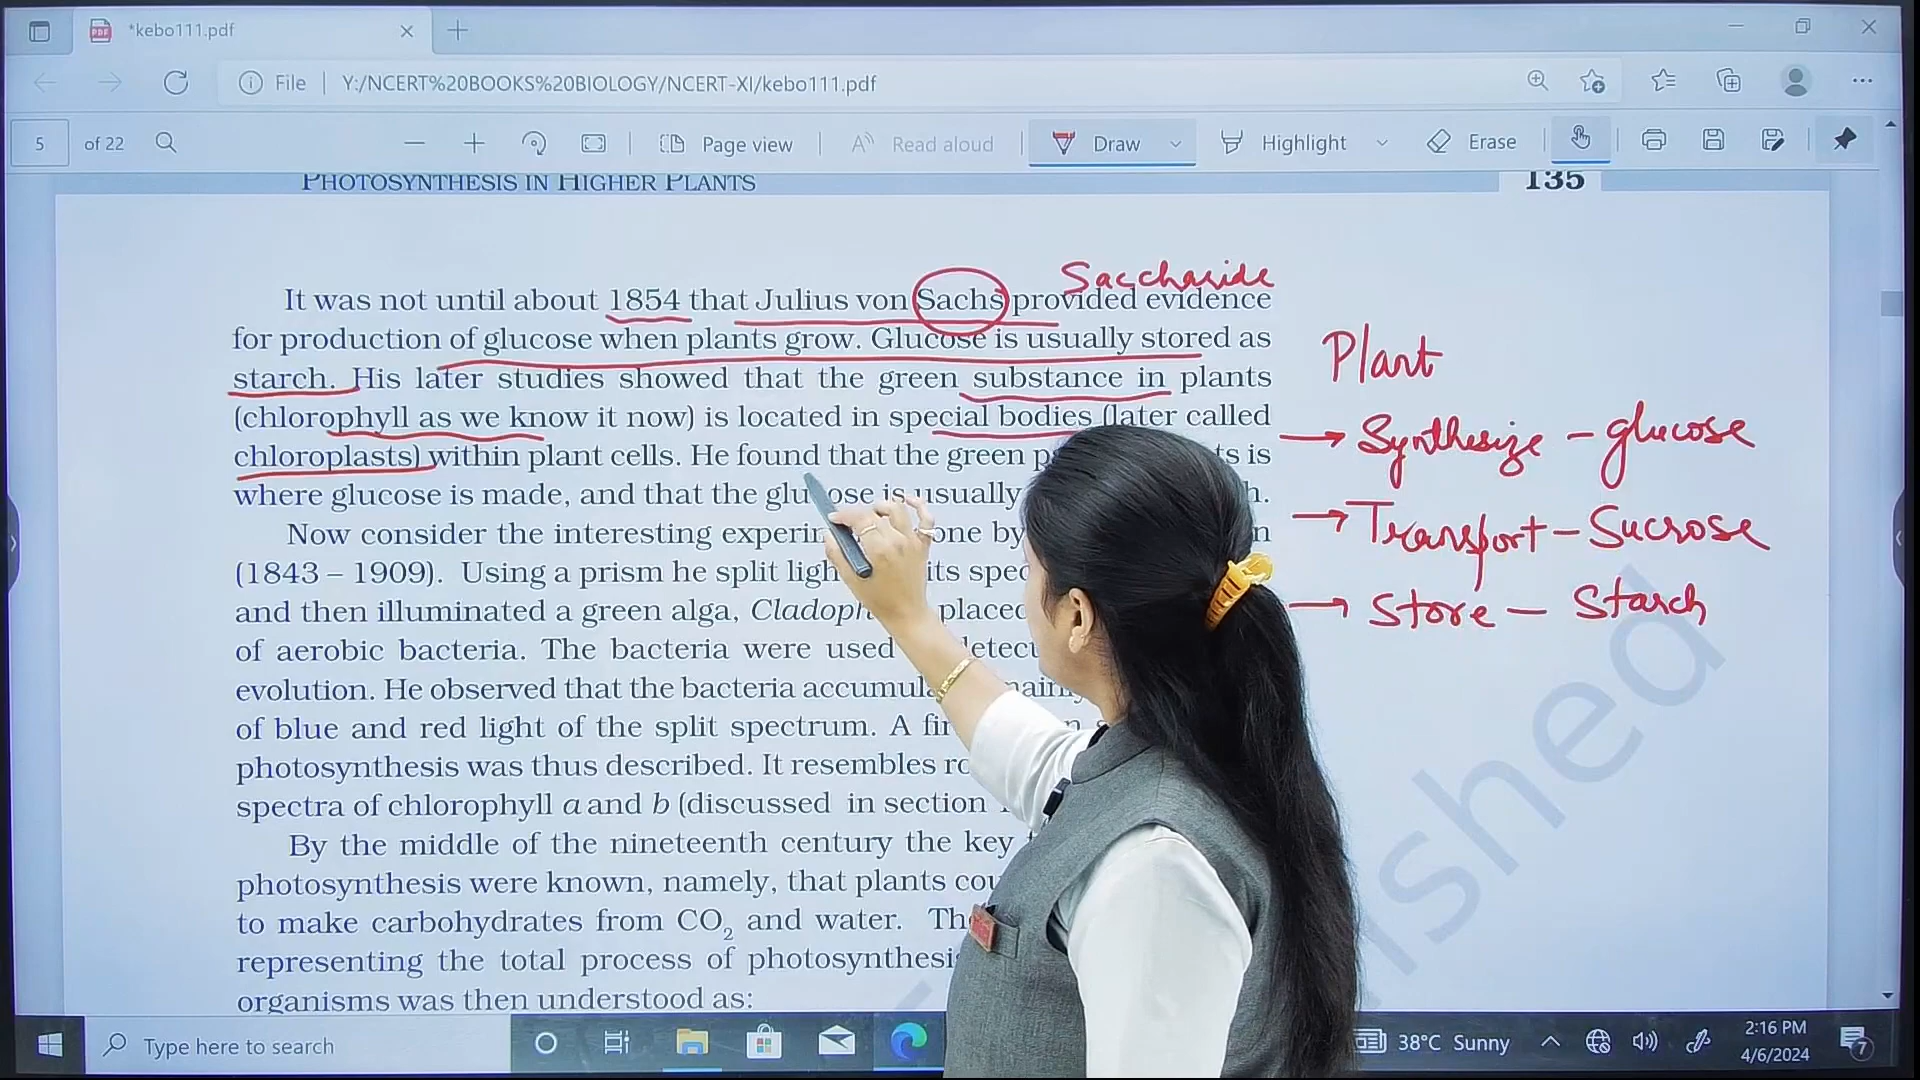 *kebo111.pdf
File Y:/NCERT%20BOOKS%20BIOLOGY/NCERT-XI/kebo111.pdf
5 of 22 Page view Read aloud Draw Highlight Erase
PHOTOSYNTHESIS IN HIGHER PLANTS 135
Saccharide
It was not until about 1854 that Julius von Sachs provided evidence
for production of glucose when plants grow. Glucose is usually stored as
starch. His later studies showed that the green substance in plants
(chlorophyll as we know it now) is located in special bodies (later called
chloroplasts) within plant cells. He found that the green is
where glucose is made, and that the glucose is usually
Now consider the interesting one by
(1843 – 1909). Using a prism he split its
and then illuminated a green alga, placed
of aerobic bacteria. The bacteria were used
evolution. He observed that the bacteria
of blue and red light of the split spectrum. A
photosynthesis was thus described. It resembles
spectra of chlorophyll a and b (discussed in section
By the middle of the nineteenth century the key
photosynthesis were known, namely, that plants
to make carbohydrates from CO2 and water.
representing the total process of
organisms was then understood as:
Plant
→ Synthesize – glucose
→ Transport – Sucrose
→ Store – Starch
Type here to search
38°C Sunny
2:16 PM
4/6/2024
7